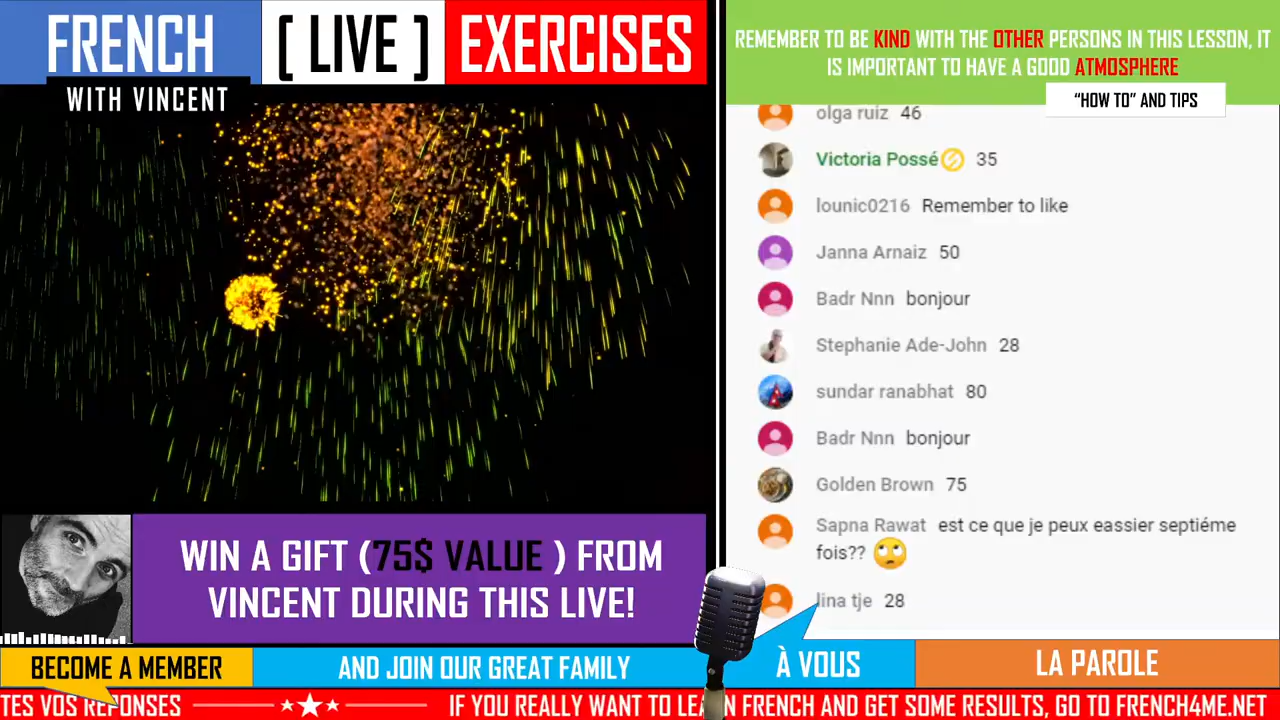 FRENCH [ LIVE ] EXERCISES
WITH VINCENT
REMEMBER TO BE KIND WITH THE OTHER PERSONS IN THIS LESSON, IT
IS IMPORTANT TO HAVE A GOOD ATMOSPHERE
“HOW TO” AND TIPS
olga ruiz 46
Victoria Possé 35
lounic0216 Remember to like
Janna Arnaiz 50
Badr Nnn bonjour
Stephanie Ade-John 28
sundar ranabhat 80
Badr Nnn bonjour
Golden Brown 75
Sapna Rawat est ce que je peux eassier septiéme
fois??
lina tje 28
WIN A GIFT (75$ VALUE ) FROM
VINCENT DURING THIS LIVE!
BECOME A MEMBER AND JOIN OUR GREAT FAMILY
À VOUS LA PAROLE
TES VOS RÉPONSES IF YOU REALLY WANT TO LEARN FRENCH AND GET SOME RESULTS, GO TO FRENCH4ME.NET